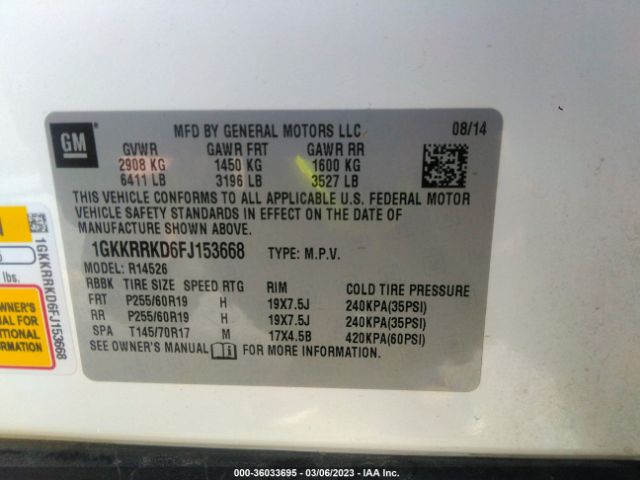 GM
MFD BY GENERAL MOTORS LLC 08/14
GVWR GAWR FRT GAWR RR
2908 KG 1450 KG 1600 KG
6411 LB 3196 LB 3527 LB
THIS VEHICLE CONFORMS TO ALL APPLICABLE U.S. FEDERAL MOTOR
VEHICLE SAFETY STANDARDS IN EFFECT ON THE DATE OF
MANUFACTURE SHOWN ABOVE.
1GKKRRKD6FJ153668 TYPE: M.P.V.
MODEL: R14526
RBBK TIRE SIZE SPEED RTG RIM COLD TIRE PRESSURE
FRT P255/60R19 H 19X7.5J 240KPA(35PSI)
RR P255/60R19 H 19X7.5J 240KPA(35PSI)
SPA T145/70R17 M 17X4.5B 420KPA(60PSI)
SEE OWNER'S MANUAL FOR MORE INFORMATION.
1GKKRRKD6FJ153668
lbs.
OWNER'S
AL FOR
ITIONAL
RMATION
000-36033695 - 03/06/2023 - IAA Inc.